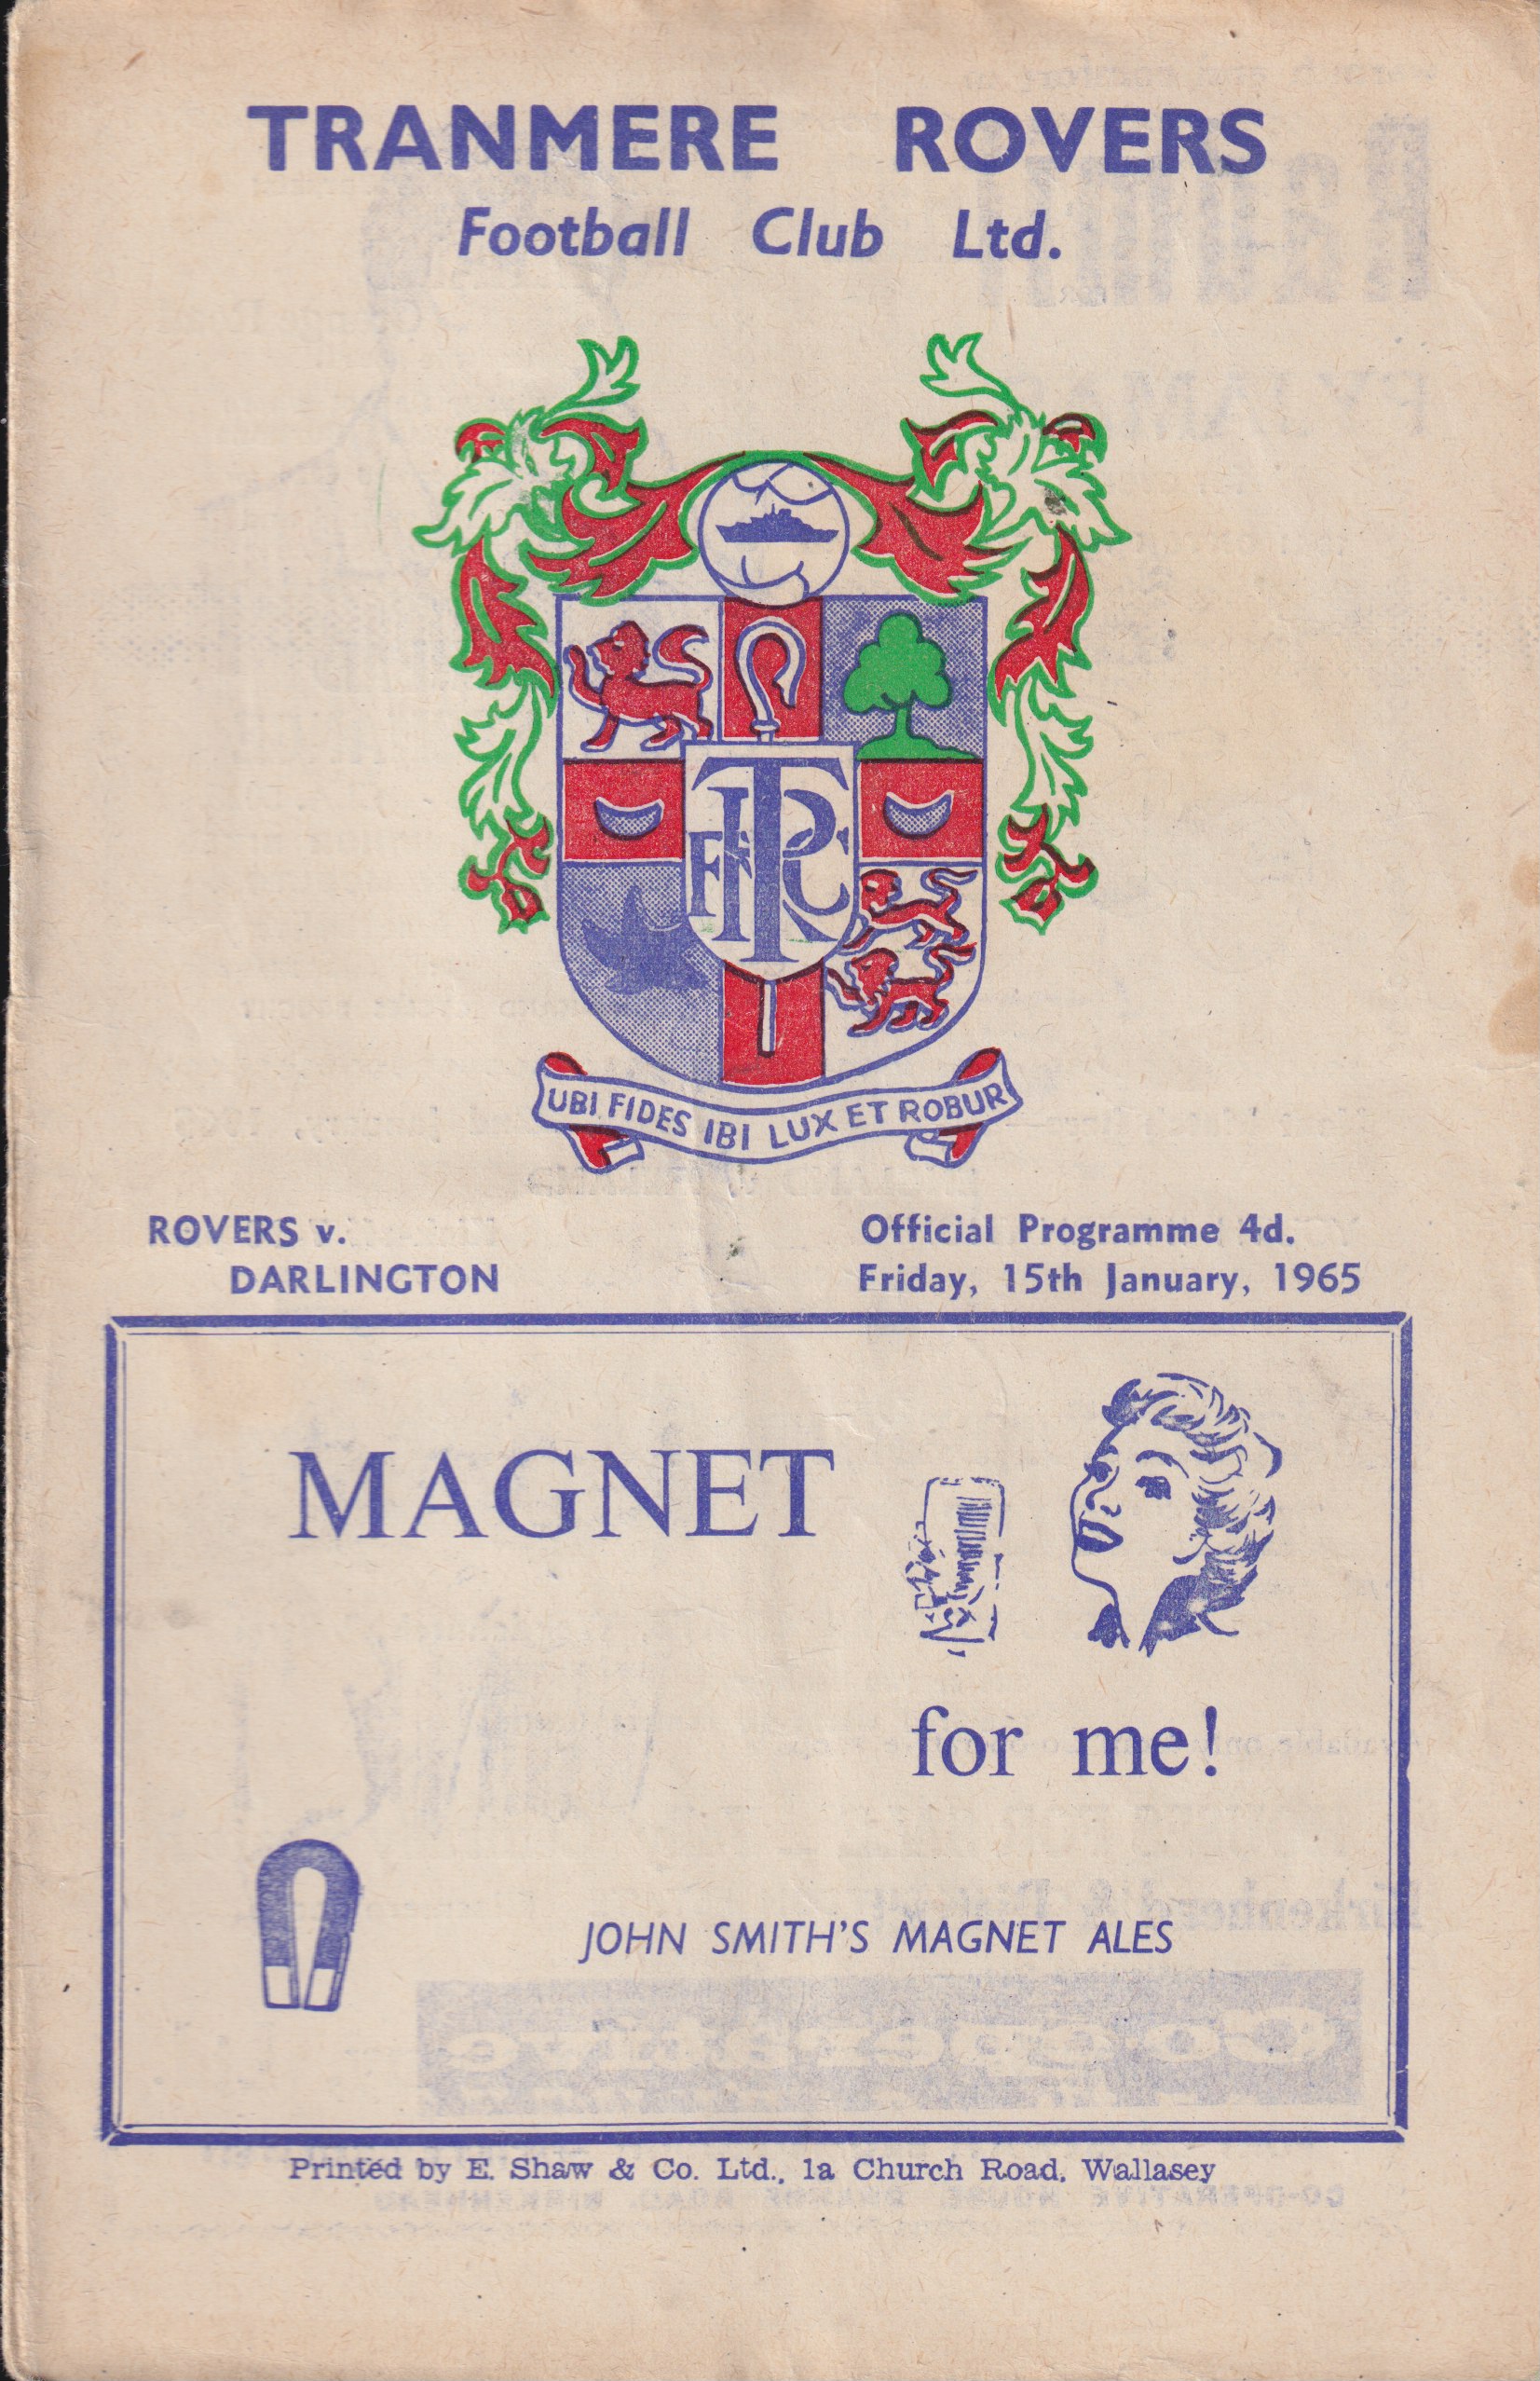 TRANMERE ROVERS
Football Club Ltd.
TRFC
UBI FIDES IBI LUX ET ROBUR
ROVERS v.
DARLINGTON
Official Programme 4d.
Friday, 15th January, 1965
MAGNET
for me!
JOHN SMITH'S MAGNET ALES
Printed by E. Shaw & Co. Ltd., 1a Church Road, Wallasey